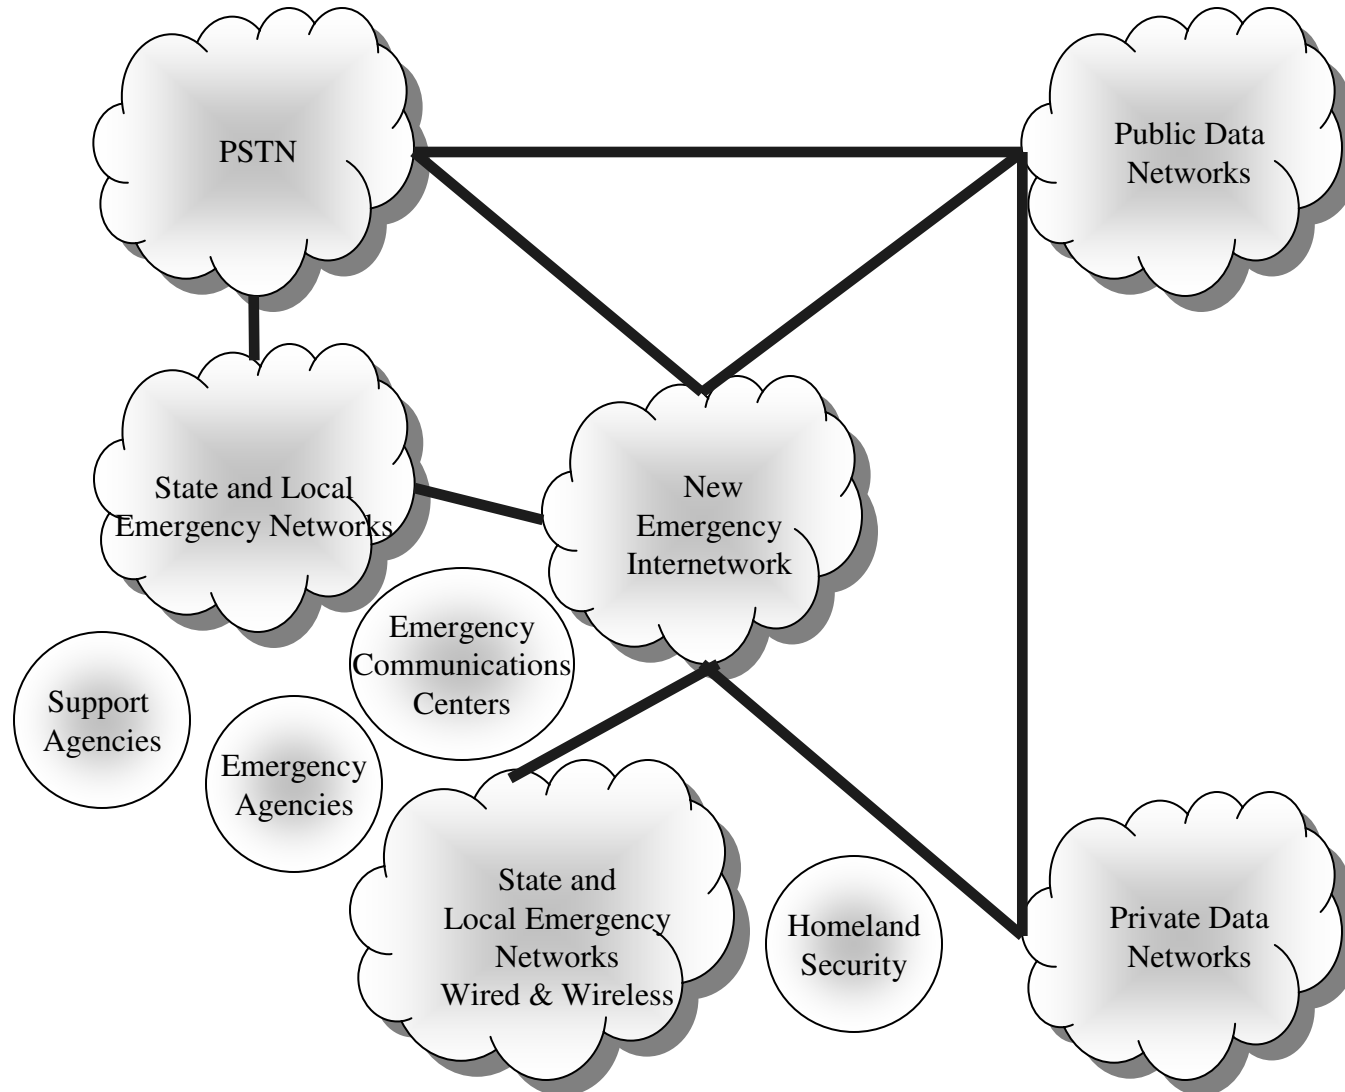 PSTN
Public Data
Networks
State and Local
Emergency Networks
New
Emergency
Internetwork
Emergency
Communications
Centers
Support
Agencies
Emergency
Agencies
State and
Local Emergency
Networks
Wired & Wireless
Homeland
Security
Private Data
Networks